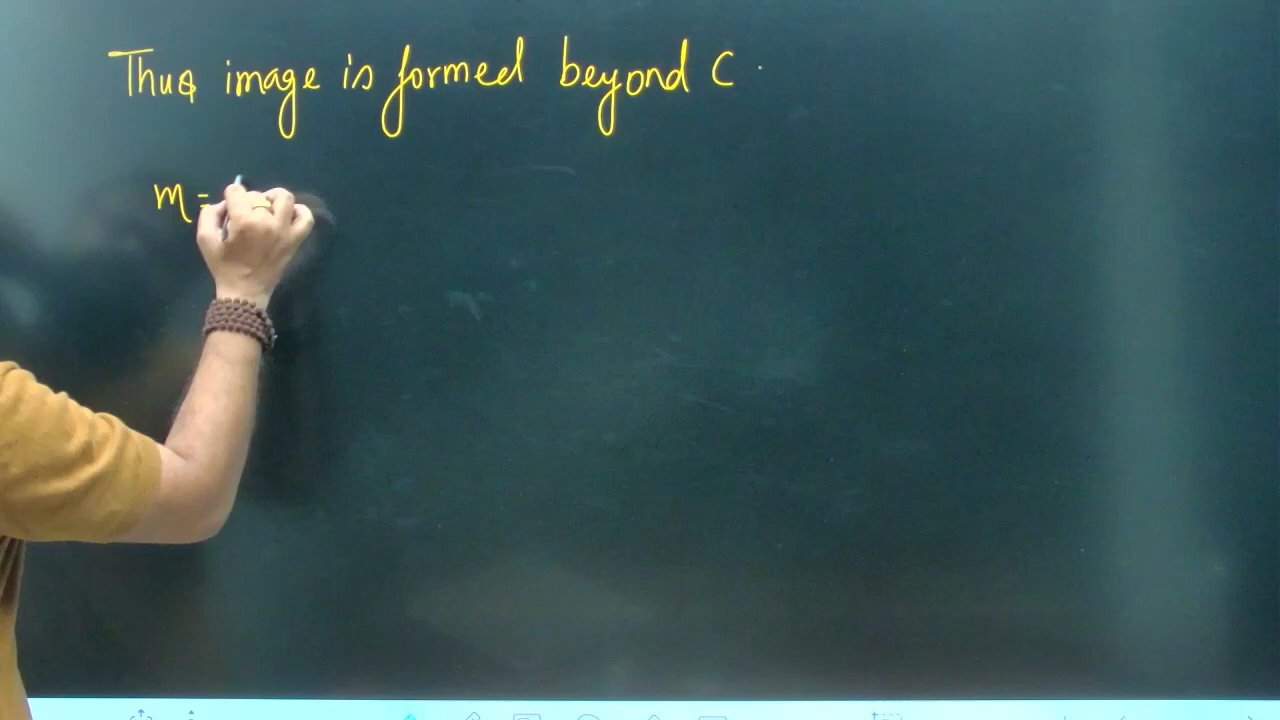 Thus image is formed beyond C .
m =